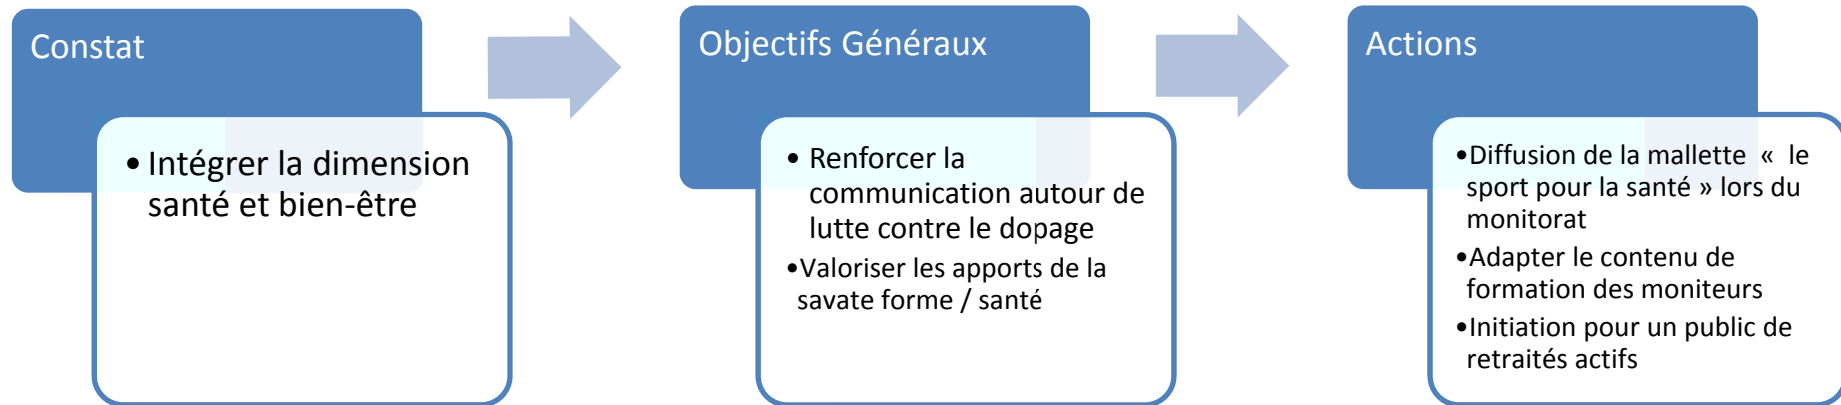 Constat
• Intégrer la dimension
santé et bien-être
Objectifs Généraux
• Renforcer la
communication autour de
lutte contre le dopage
•Valoriser les apports de la
savate forme / santé
Actions
•Diffusion de la mallette « le
sport pour la santé » lors du
monitorat
•Adapter le contenu de
formation des moniteurs
•Initiation pour un public de
retraités actifs